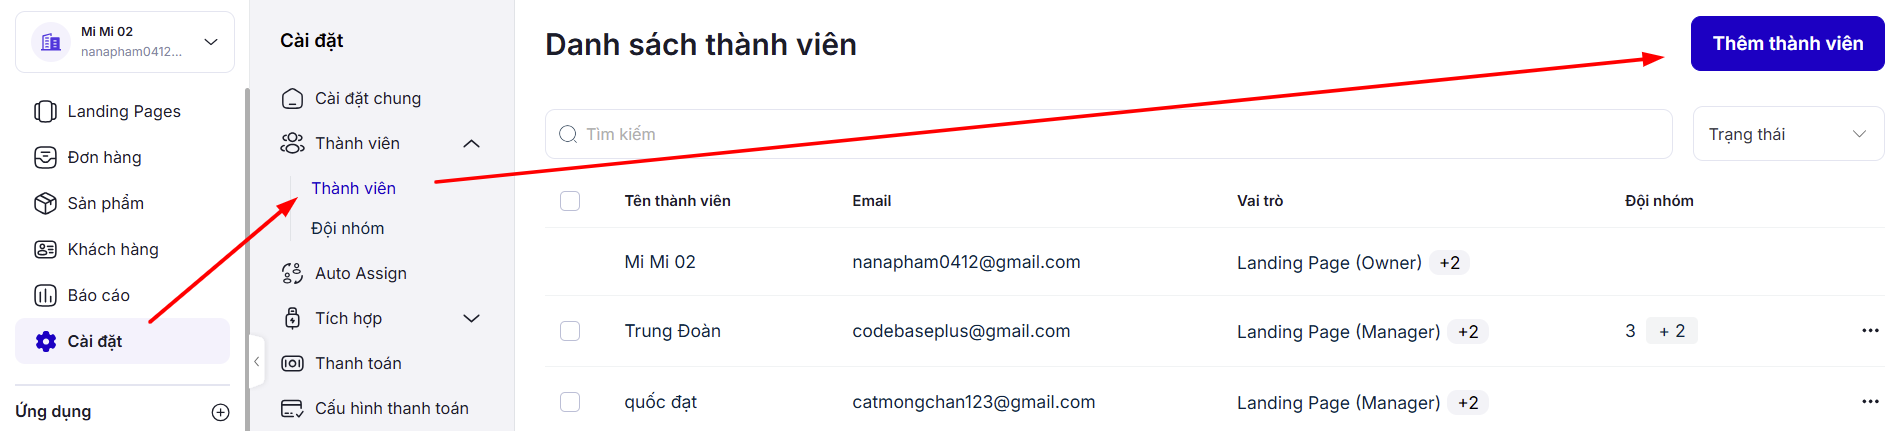 Mi Mi 02
nanapham0412...
Landing Pages
Đơn hàng
Sản phẩm
Khách hàng
Báo cáo
Cài đặt
Ứng dụng
Cài đặt
Cài đặt chung
Thành viên
Thành viên
Đội nhóm
Auto Assign
Tích hợp
Thanh toán
Cấu hình thanh toán
Danh sách thành viên
Thêm thành viên
Tìm kiếm
Trạng thái
Tên thành viên Email Vai trò Đội nhóm
Mi Mi 02 nanapham0412@gmail.com Landing Page (Owner) +2
Trung Đoàn codebaseplus@gmail.com Landing Page (Manager) +2 3 + 2
quốc đạt catmongchan123@gmail.com Landing Page (Manager) +2